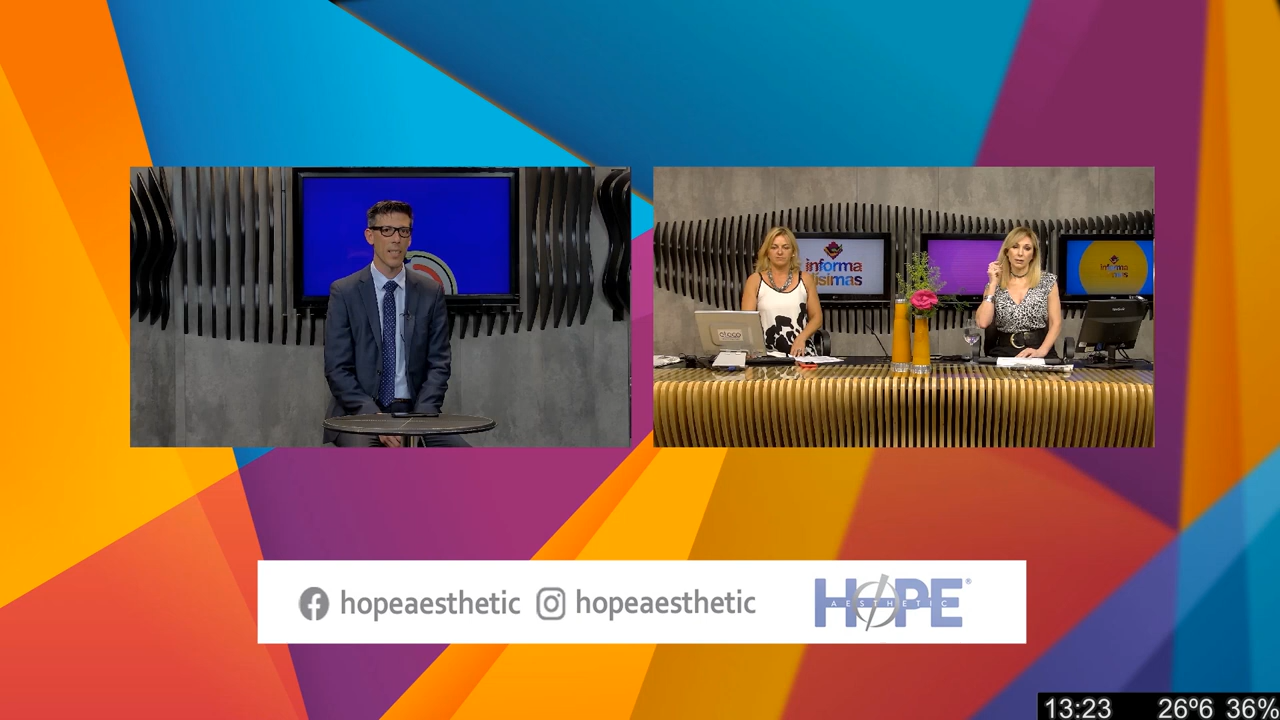 informa
ísimas
hopeaesthetic
hopeaesthetic
HOPE®
AESTHETIC
13:23 26º6 36%